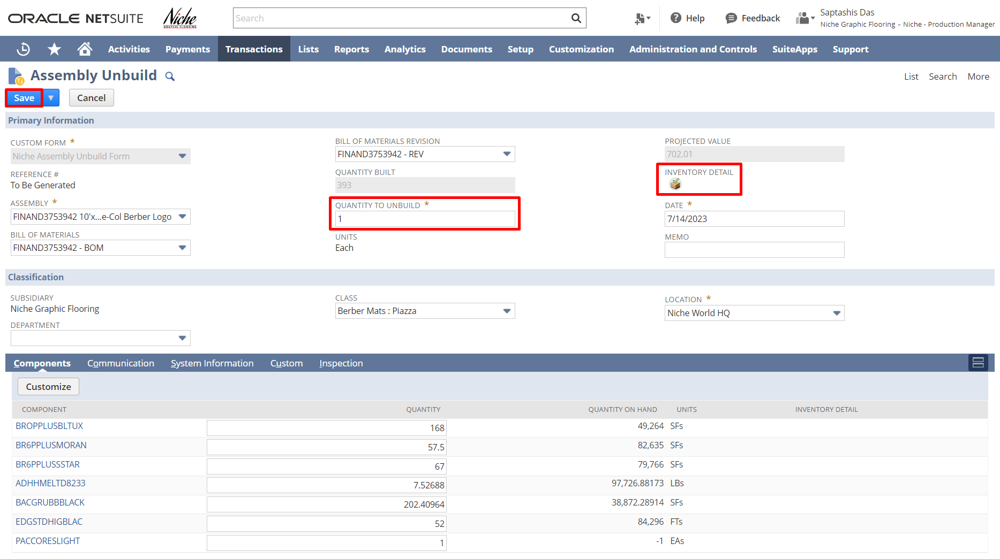 ORACLE NETSUITE
Niche
GRAPHIC FLOORING
Search
Help
Feedback
Saptashis Das
Niche Graphic Flooring - Niche - Production Manager
Activities Payments Transactions Lists Reports Analytics Documents Setup Customization Administration and Controls SuiteApps Support
Assembly Unbuild
List Search More
Save
Cancel
Primary Information
CUSTOM FORM *
Niche Assembly Unbuild Form
REFERENCE #
To Be Generated
ASSEMBLY *
FINAND3753942 10'x...e-Col Berber Logo
BILL OF MATERIALS
FINAND3753942 - BOM
BILL OF MATERIALS REVISION
FINAND3753942 - REV
QUANTITY BUILT
393
QUANTITY TO UNBUILD *
1
UNITS
Each
PROJECTED VALUE
702.01
INVENTORY DETAIL
DATE *
7/14/2023
MEMO
Classification
SUBSIDIARY
Niche Graphic Flooring
DEPARTMENT
CLASS
Berber Mats : Piazza
LOCATION *
Niche World HQ
Components Communication System Information Custom Inspection
Customize
COMPONENT QUANTITY QUANTITY ON HAND UNITS INVENTORY DETAIL
BROPPLUSBLTUX 168 49,264 SFs
BR6PPLUSMORAN 57.5 82,635 SFs
BR6PPLUSSSTAR 67 79,766 SFs
ADHHMELTD8233 7.52688 97,726.88173 LBs
BACGRUBBBLACK 202.40964 38,872.28914 SFs
EDGSTDHIGBLAC 52 84,296 FTs
PACCORESLIGHT 1 -1 EAs